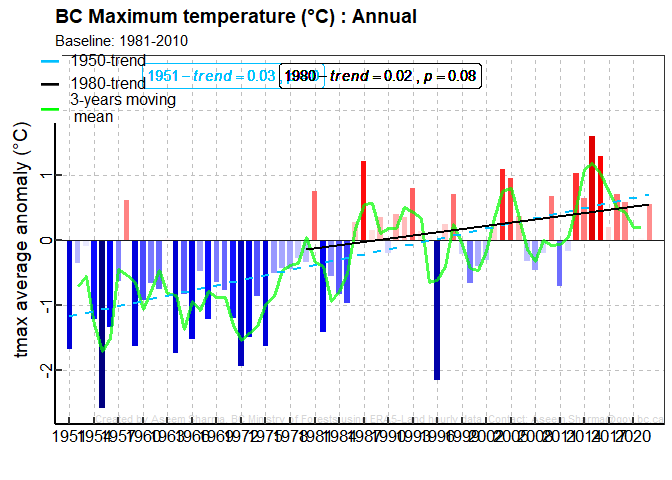 BC Maximum temperature (°C) : Annual
Baseline: 1981-2010
1950-trend
1980-trend
3-years moving
mean
1951-trend = 0.03 , p
1980-trend = 0.02 , p = 0.08
tmax average anomaly (°C)
1
0
-1
-2
1951 1954 1957 1960 1963 1966 1969 1972 1975 1978 1981 1984 1987 1990 1993 1996 1999 2002 2005 2008 2011 2014 2017 2020